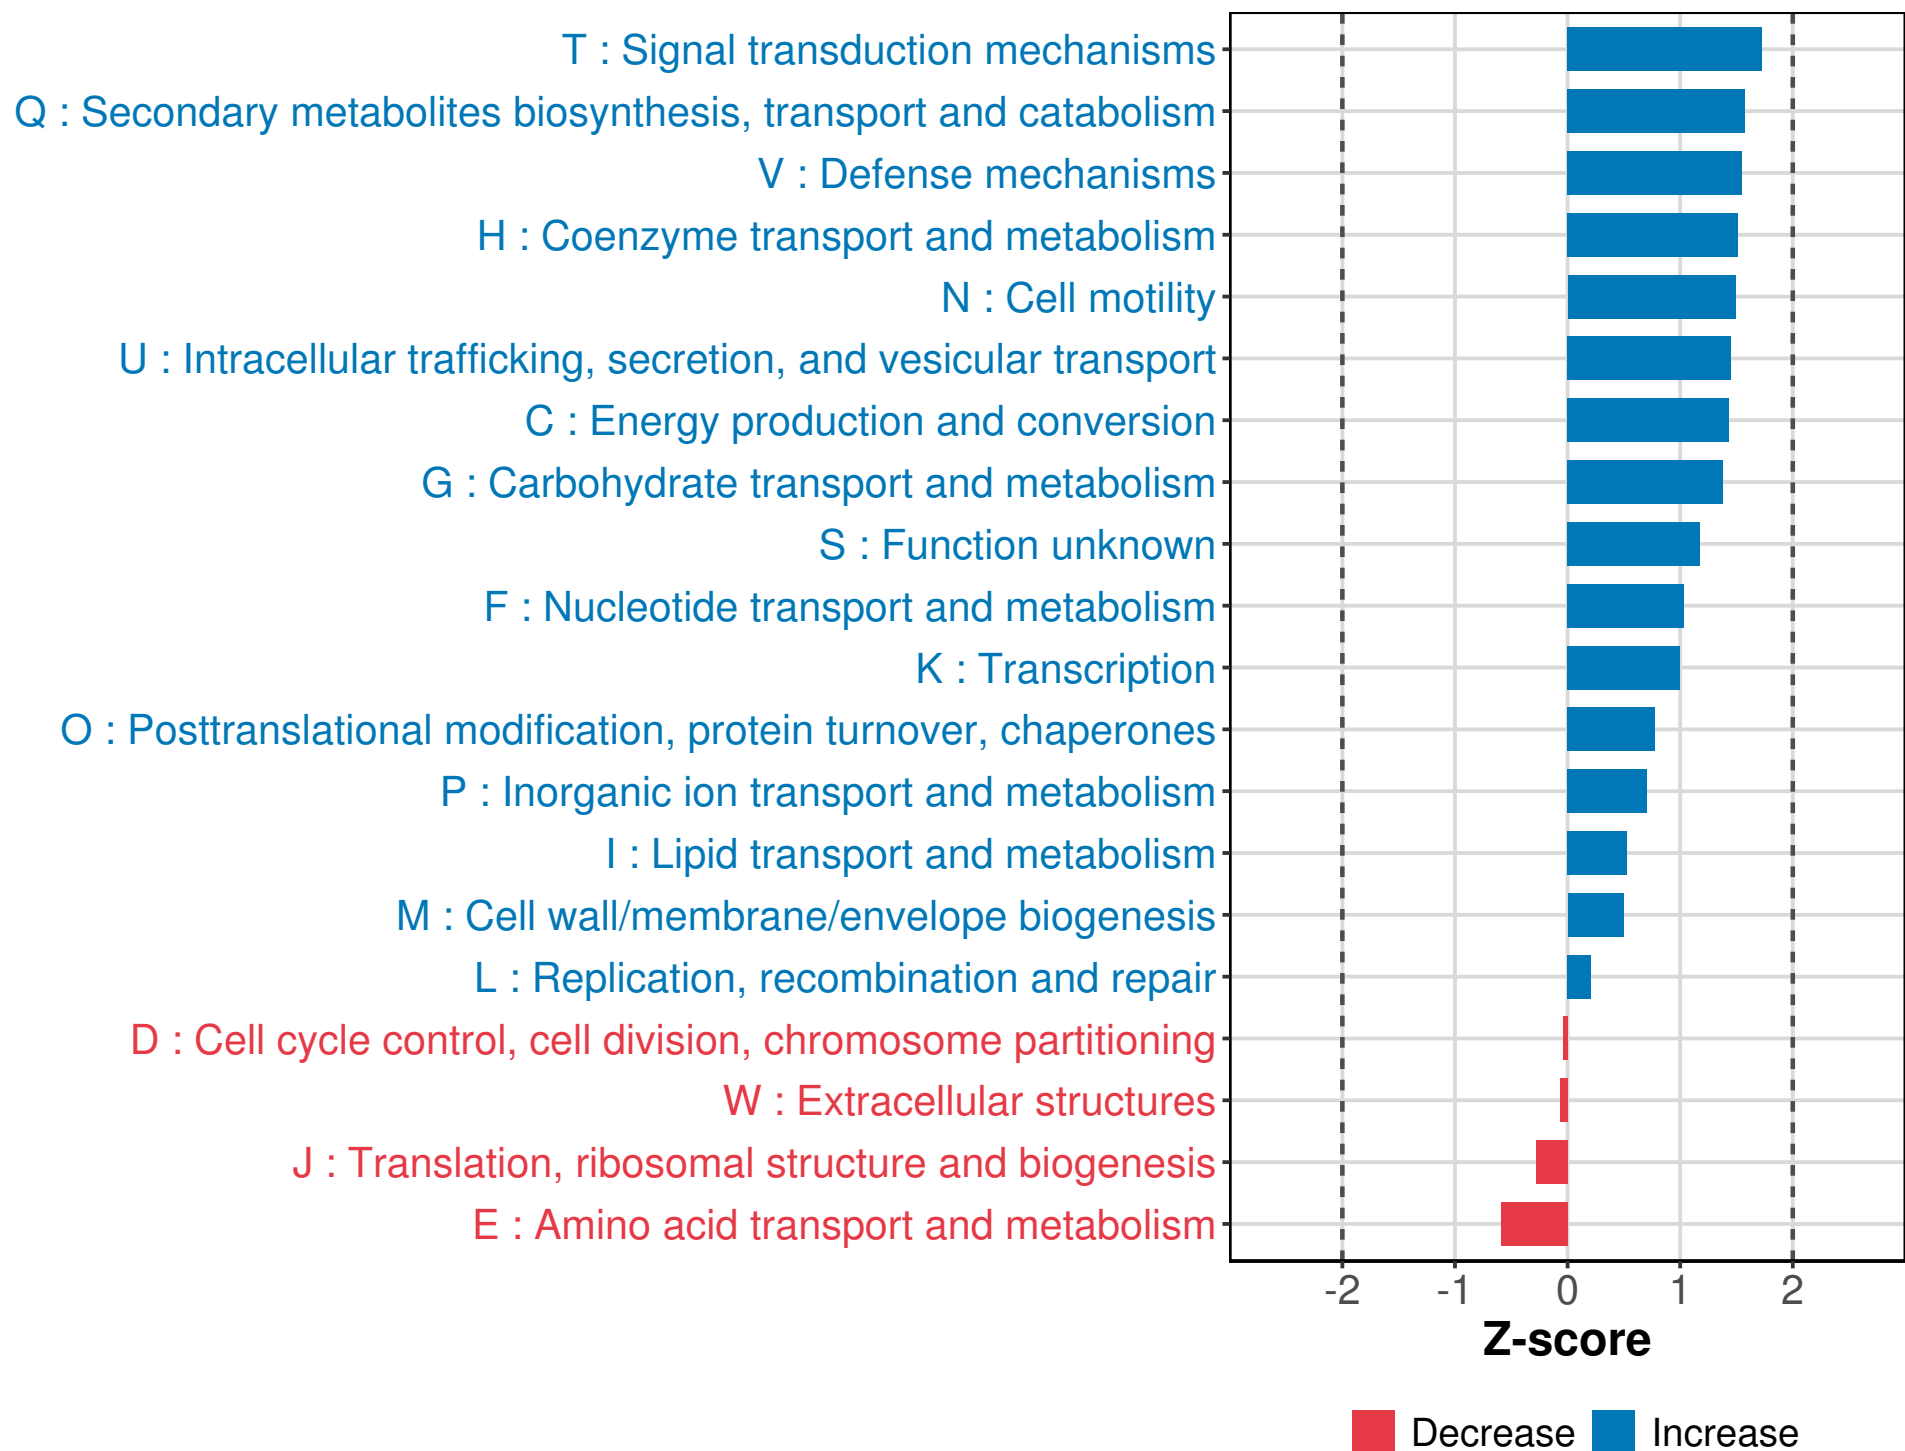 T : Signal transduction mechanisms
Q : Secondary metabolites biosynthesis, transport and catabolism
V : Defense mechanisms
H : Coenzyme transport and metabolism
N : Cell motility
U : Intracellular trafficking, secretion, and vesicular transport
C : Energy production and conversion
G : Carbohydrate transport and metabolism
S : Function unknown
F : Nucleotide transport and metabolism
K : Transcription
O : Posttranslational modification, protein turnover, chaperones
P : Inorganic ion transport and metabolism
I : Lipid transport and metabolism
M : Cell wall/membrane/envelope biogenesis
L : Replication, recombination and repair
D : Cell cycle control, cell division, chromosome partitioning
W : Extracellular structures
J : Translation, ribosomal structure and biogenesis
E : Amino acid transport and metabolism
-2 -1 0 1 2
Z-score
Decrease Increase